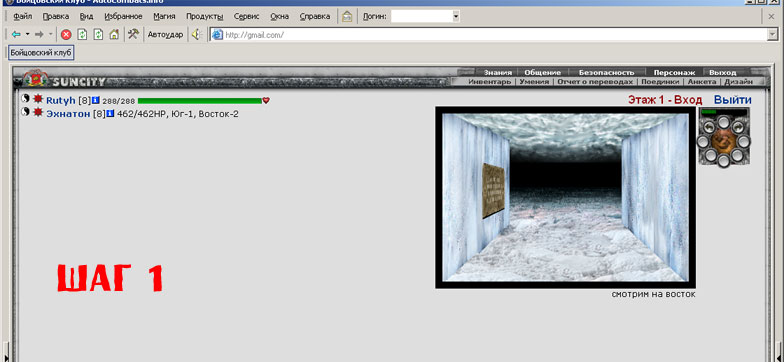 Бойцовский клуб - AutoCombats.info
Файл Правка Вид Избранное Магия Продукты Сервис Окна Справка Логин:
Автоудар http://gmail.com/
Бойцовский клуб
SUNCITY
Знания Общение Безопасность Персонаж Выход
Инвентарь Умения Отчет о переводах Поединки Анкета Дизайн
Rutyh [8] 288/288
Этаж 1 - Вход Выйти
Эхнатон [8] 462/462HP, Юг-1, Восток-2
ШАГ 1
смотрим на восток